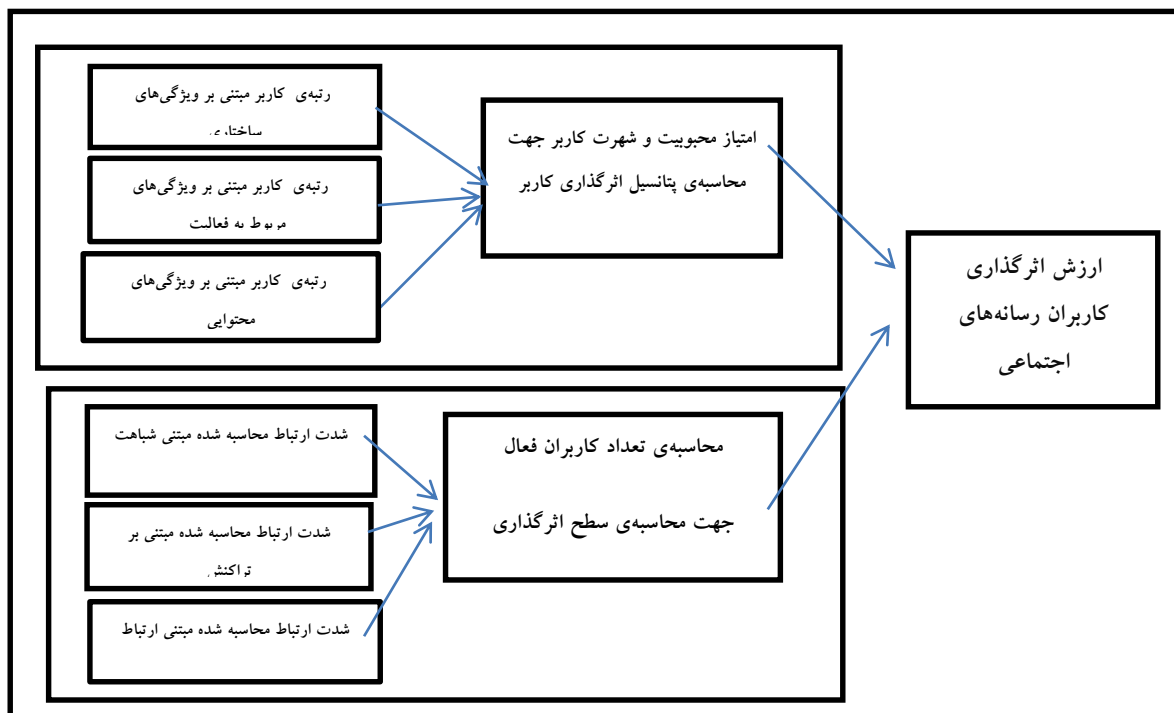 رتبه‌ی کاربر مبتنی بر ویژگی‌های
ساختاری
رتبه‌ی کاربر مبتنی بر ویژگی‌های
مربوط به فعالیت
رتبه‌ی کاربر مبتنی بر ویژگی‌های
محتوایی
امتیاز محبوبیت و شهرت کاربر جهت
محاسبه‌ی پتانسیل اثرگذاری کاربر
ارزش اثرگذاری
کاربران رسانه‌های
اجتماعی
شدت ارتباط محاسبه شده مبتنی شباهت
شدت ارتباط محاسبه شده مبتنی بر
تراکنش
شدت ارتباط محاسبه شده مبتنی ارتباط
محاسبه‌ی تعداد کاربران فعال
جهت محاسبه‌ی سطح اثرگذاری